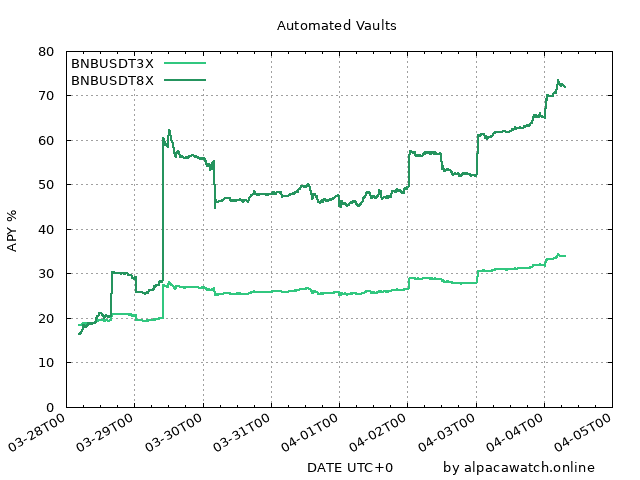 Automated Vaults
BNBUSDT3X
BNBUSDT8X
APY %
80
70
60
50
40
30
20
10
0
03-28T00
03-29T00
03-30T00
03-31T00
04-01T00
04-02T00
04-03T00
04-04T00
04-05T00
DATE UTC+0
by alpacawatch.online